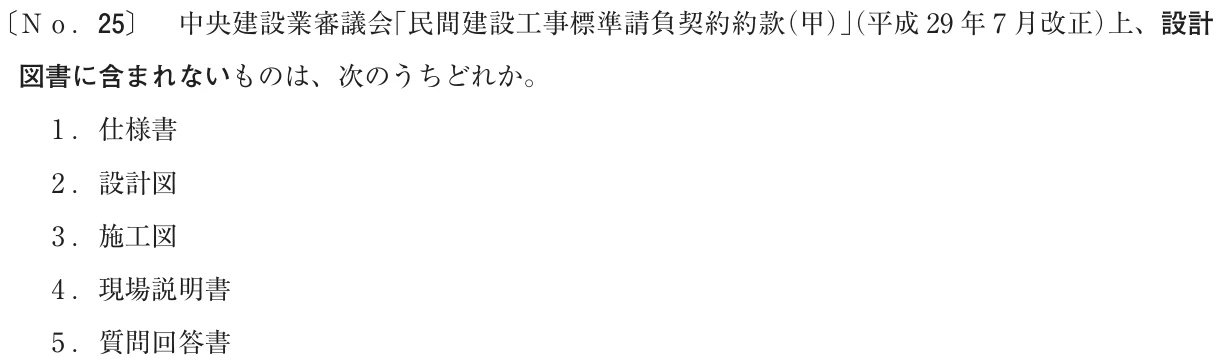 〔Ｎｏ．25〕　中央建設業審議会「民間建設工事標準請負契約約款（甲）」（平成 29 年 7 月改正）上、設計
図書に含まれないものは、次のうちどれか。
１．仕様書
２．設計図
３．施工図
４．現場説明書
５．質問回答書